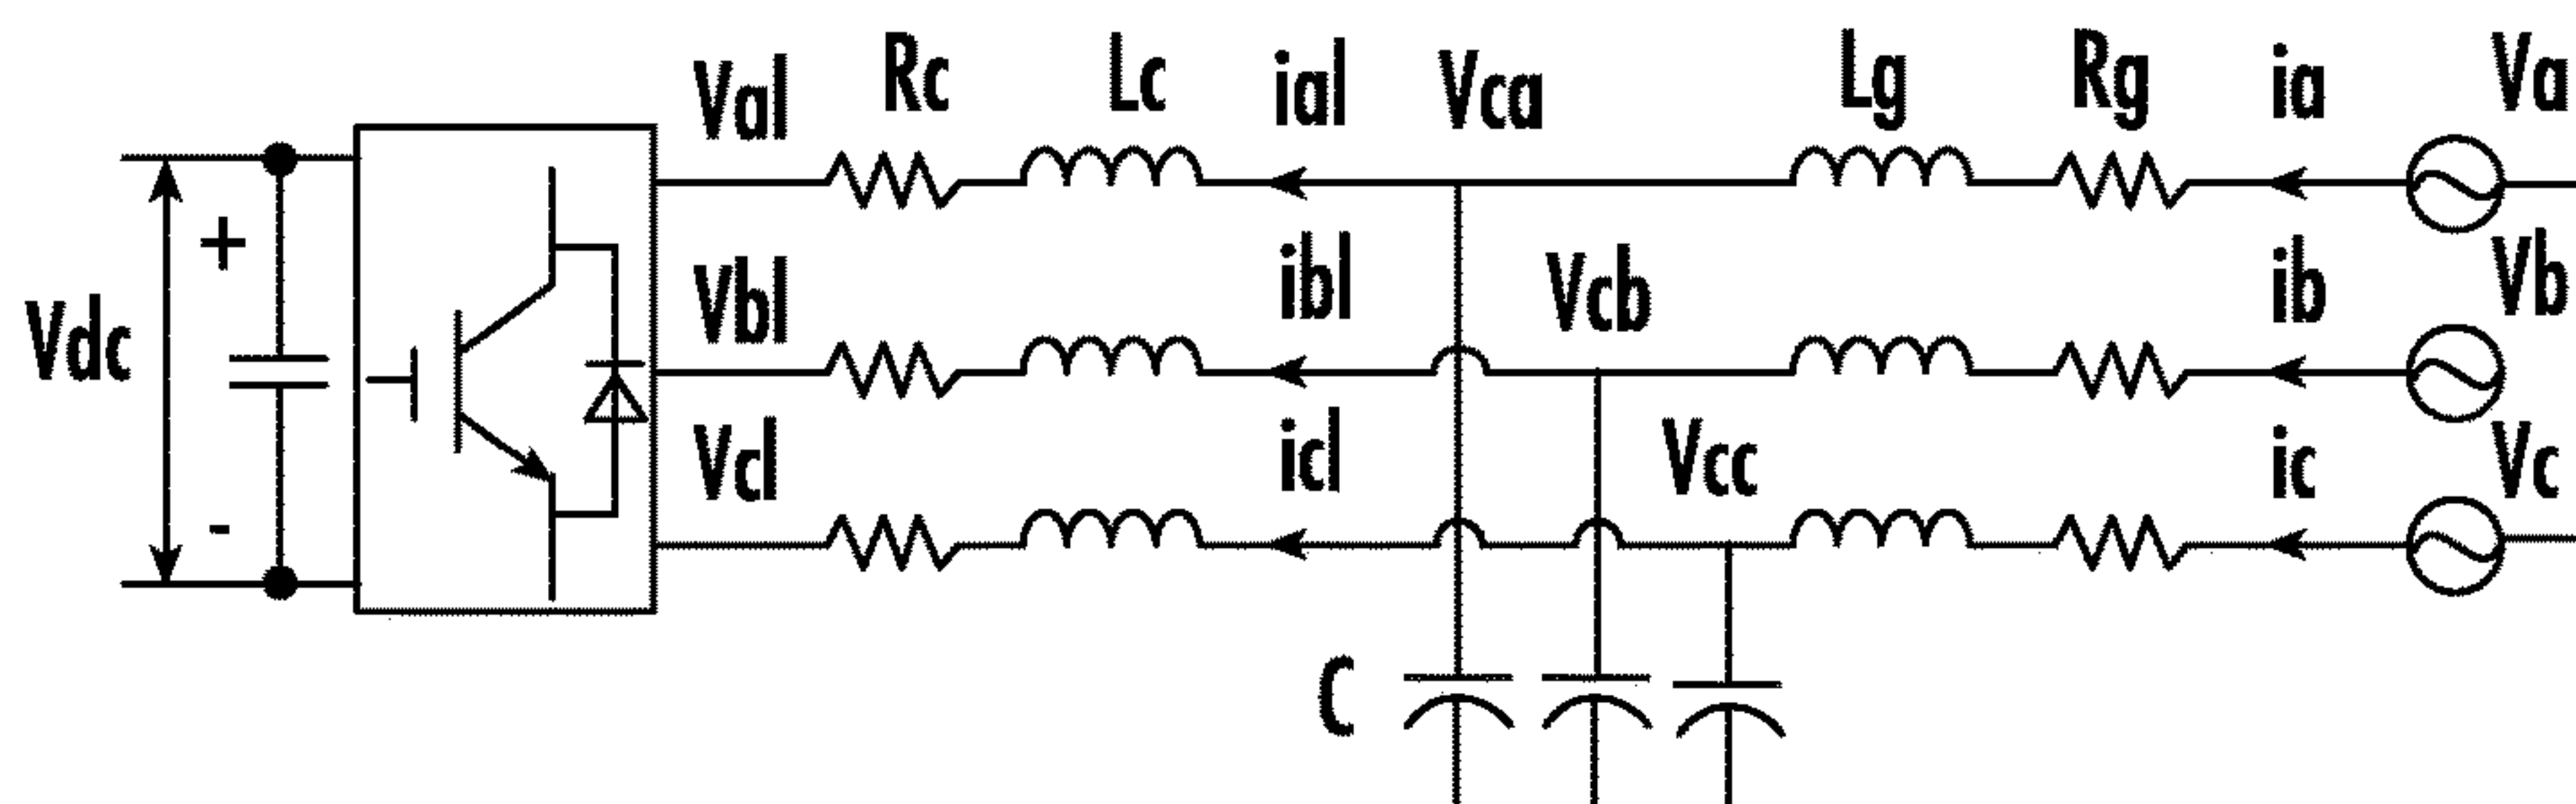 Val Rc Lc ial Vca Lg Rg ia Va
+
Vdc
-
Vbl ibl Vcb ib Vb
Vcl icl Vcc ic Vc
C